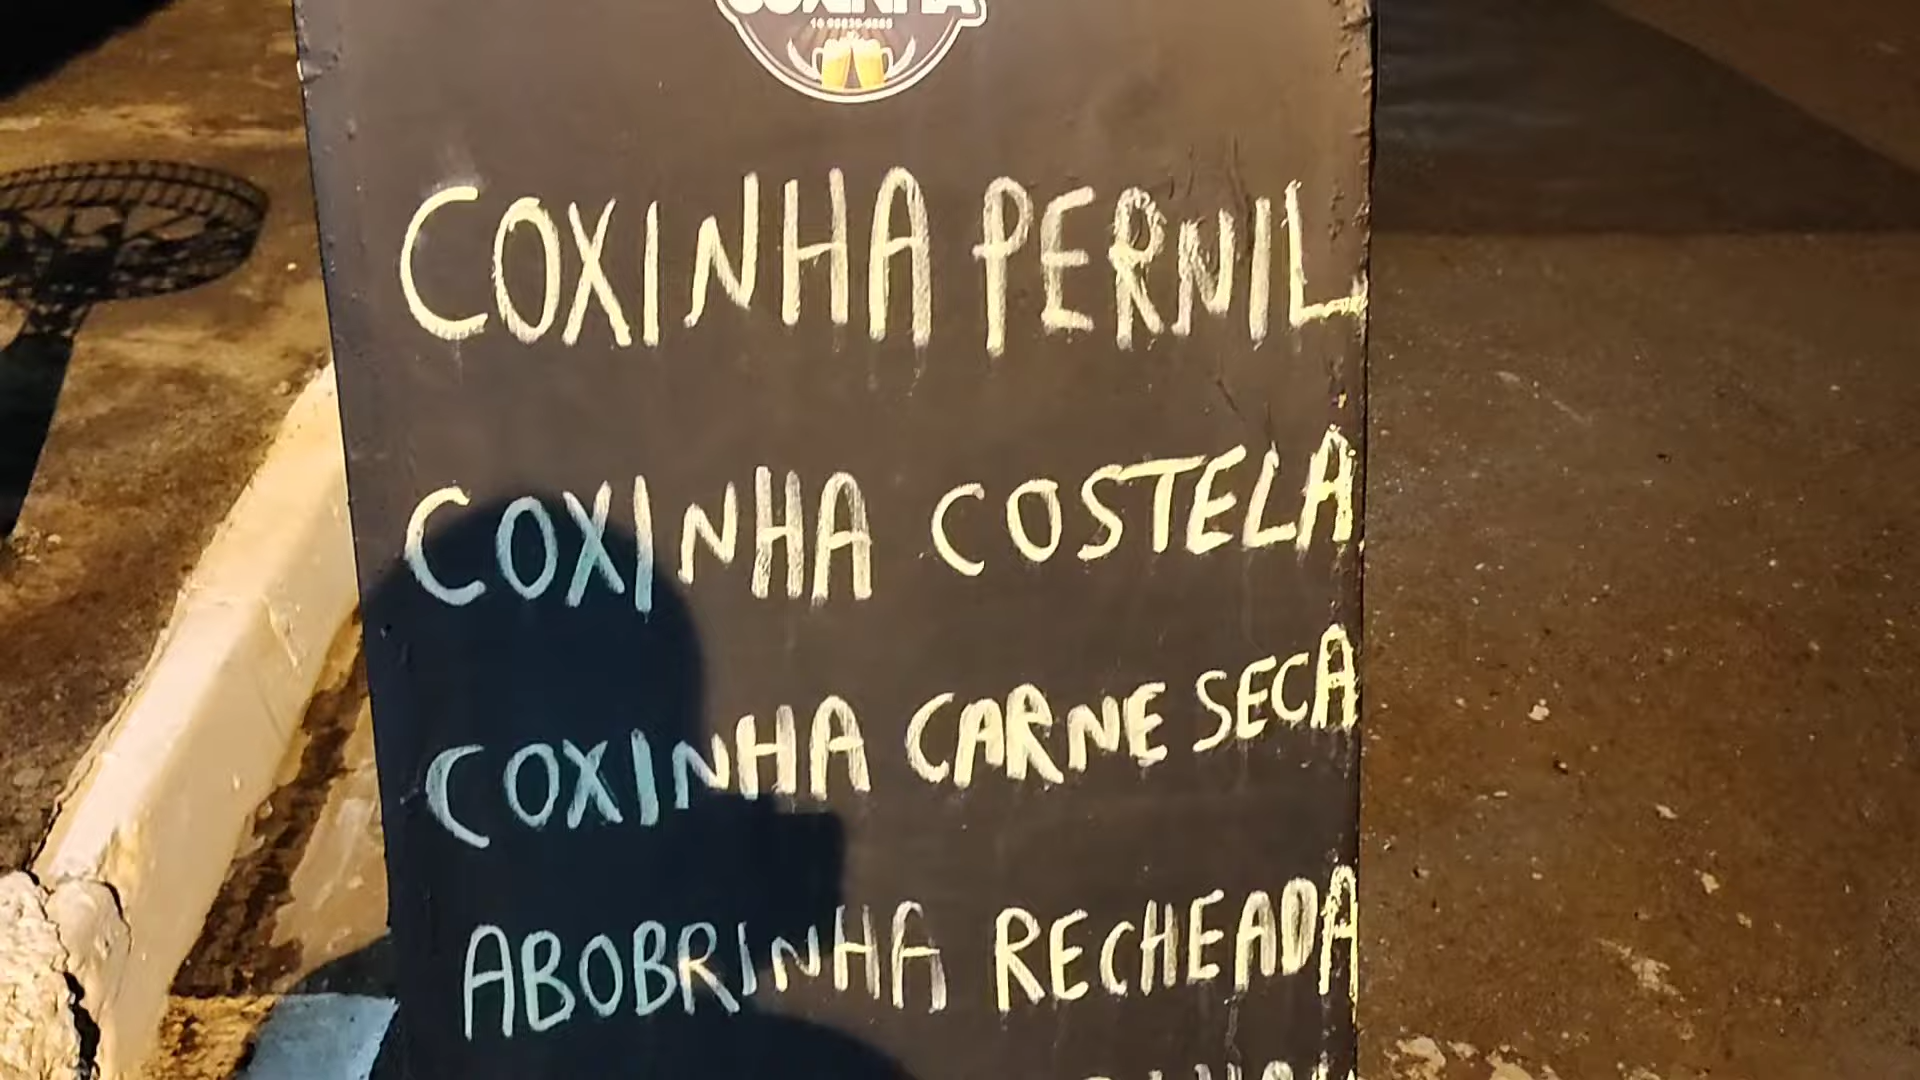 COXINHA PERNIL
COXINHA COSTELA
COXINHA CARNE SECA
ABOBRINHA RECHEADA